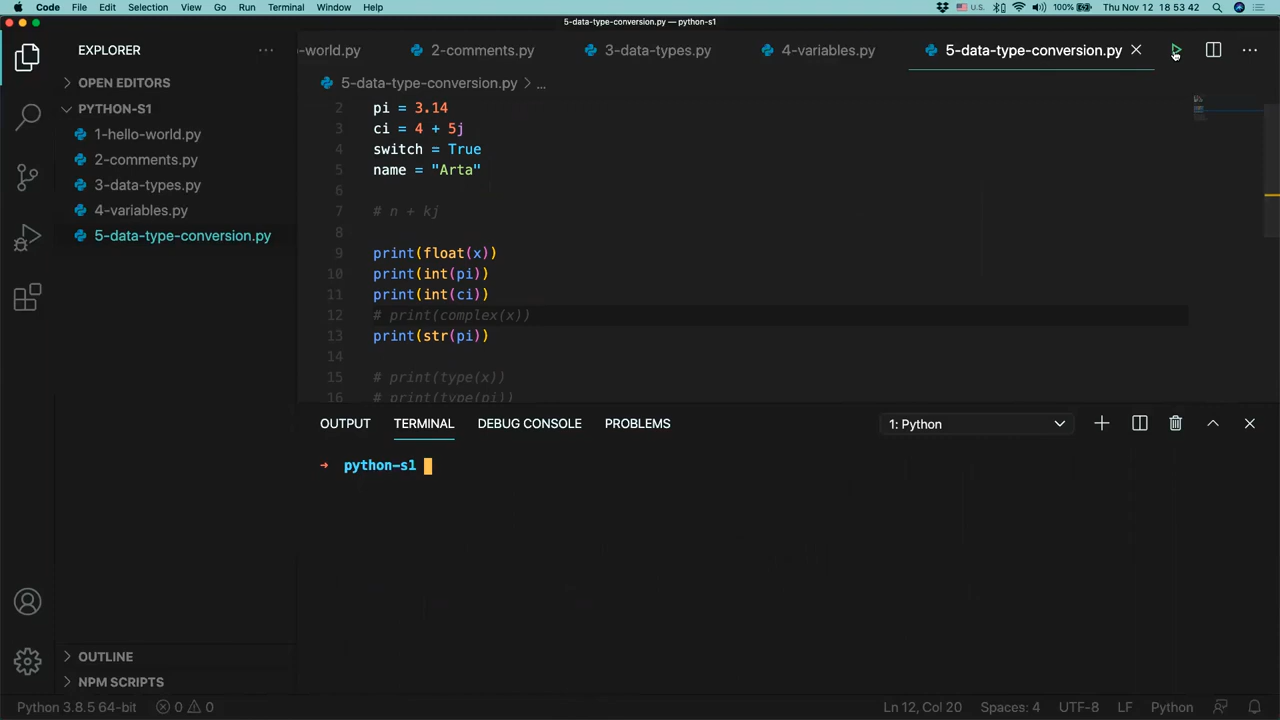 Code File Edit Selection View Go Run Terminal Window Help U.S. 100% Thu Nov 12 18:53:42
5-data-type-conversion.py — python-s1
EXPLORER
-world.py 2-comments.py 3-data-types.py 4-variables.py 5-data-type-conversion.py
OPEN EDITORS
PYTHON-S1
1-hello-world.py
2-comments.py
3-data-types.py
4-variables.py
5-data-type-conversion.py
OUTLINE
NPM SCRIPTS
5-data-type-conversion.py > ...
2 pi = 3.14
3 ci = 4 + 5j
4 switch = True
5 name = "Arta"
6
7 # n + kj
8
9 print(float(x))
10 print(int(pi))
11 print(int(ci))
12 # print(complex(x))
13 print(str(pi))
14
15 # print(type(x))
16 # print(type(pi))
OUTPUT TERMINAL DEBUG CONSOLE PROBLEMS 1: Python
→ python-s1
Python 3.8.5 64-bit 0 0 Ln 12, Col 20 Spaces: 4 UTF-8 LF Python